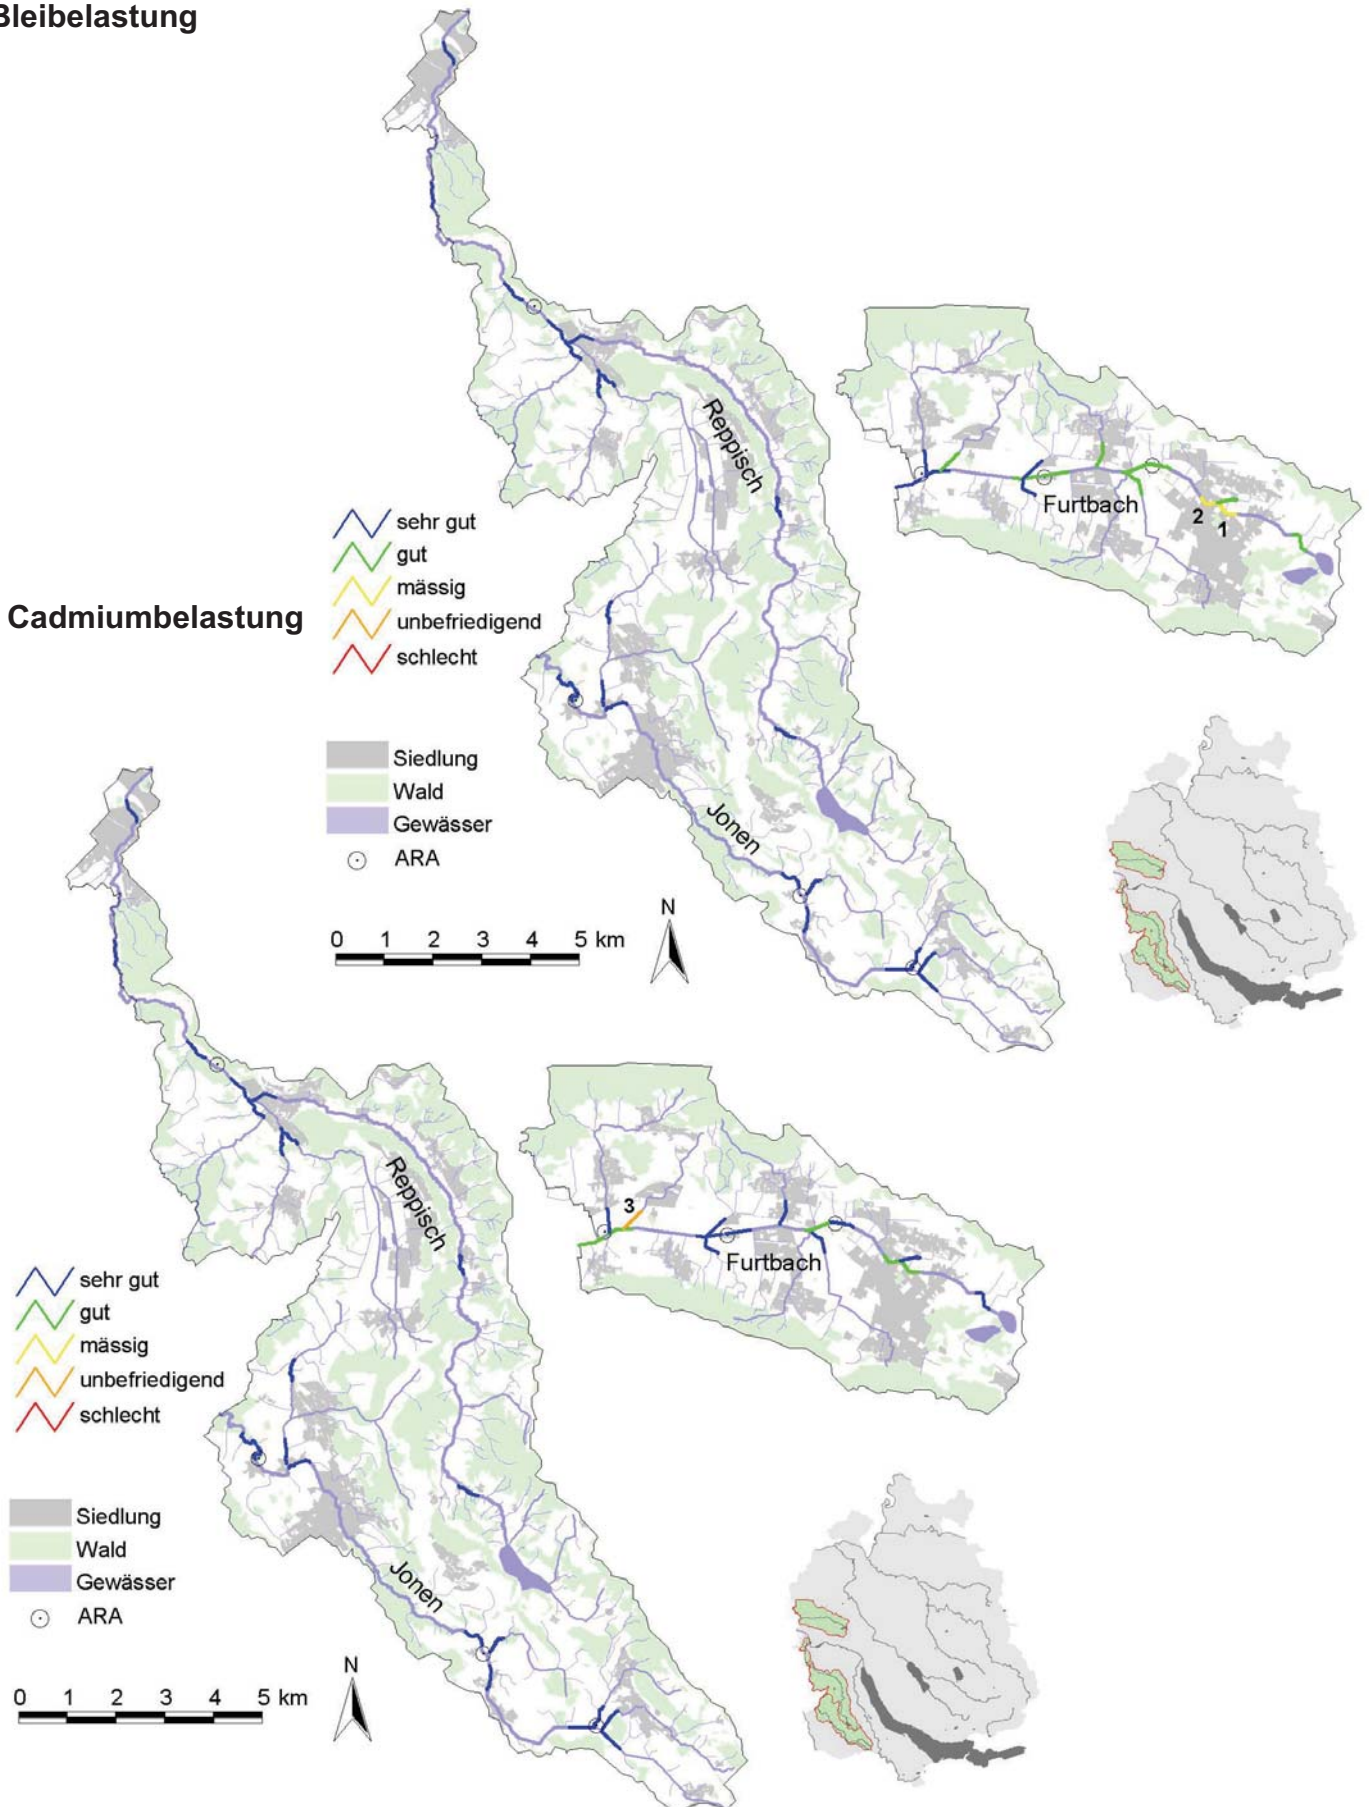 Bleibelastung
Reppisch
Furtbach
2
1
sehr gut
gut
mässig
unbefriedigend
schlecht
Siedlung
Wald
Gewässer
ARA
Jonen
0 1 2 3 4 5 km
N
Cadmiumbelastung
Reppisch
3
Furtbach
sehr gut
gut
mässig
unbefriedigend
schlecht
Siedlung
Wald
Gewässer
ARA
Jonen
0 1 2 3 4 5 km
N